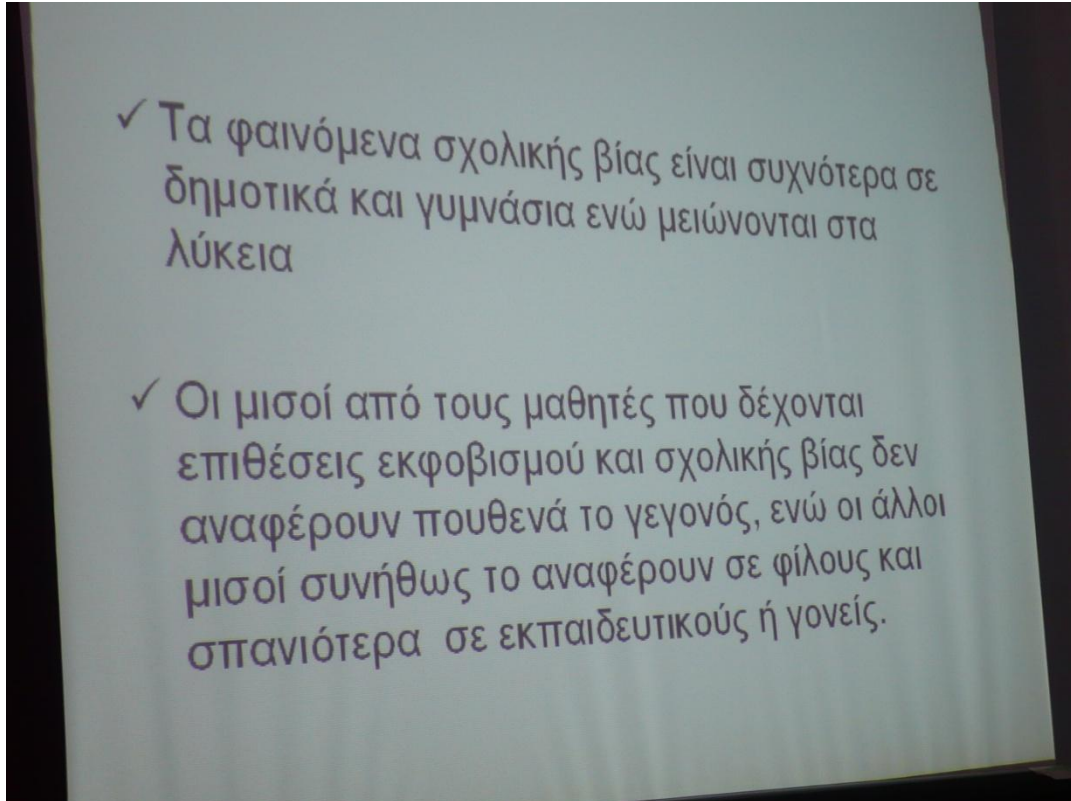 ✓ Τα φαινόμενα σχολικής βίας είναι συχνότερα σε
δημοτικά και γυμνάσια ενώ μειώνονται στα
λύκεια
✓ Οι μισοί από τους μαθητές που δέχονται
επιθέσεις εκφοβισμού και σχολικής βίας δεν
αναφέρουν πουθενά το γεγονός, ενώ οι άλλοι
μισοί συνήθως το αναφέρουν σε φίλους και
σπανιότερα σε εκπαιδευτικούς ή γονείς.